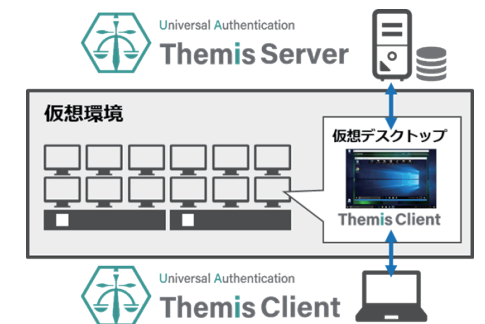 Universal Authentication
Themis Server
仮想環境
仮想デスクトップ
Themis Client
Universal Authentication
Themis Client